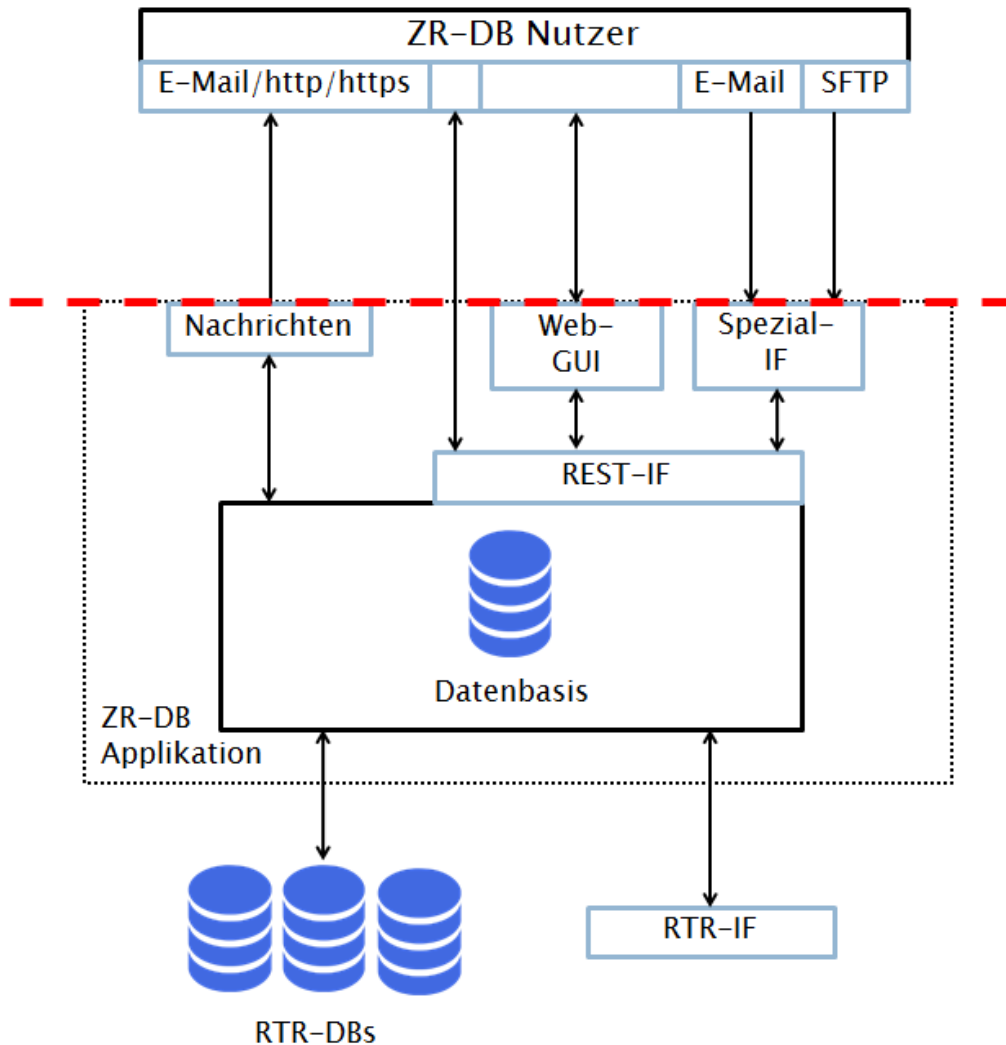 ZR-DB Nutzer
E-Mail/http/https
E-Mail
SFTP
Nachrichten
Web-
GUI
Spezial-
IF
REST-IF
Datenbasis
ZR-DB
Applikation
RTR-IF
RTR-DBs